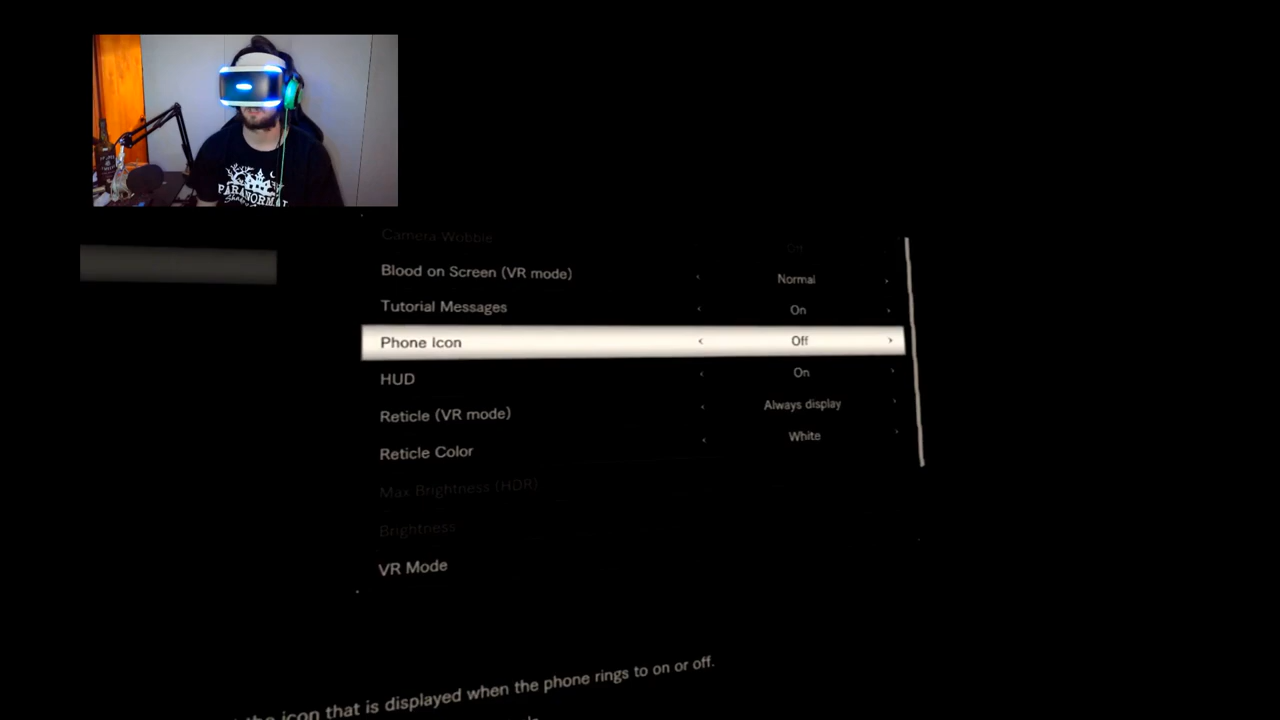 PARANORMAL
Camera Wobble Off
Blood on Screen (VR mode) ‹ Normal ›
Tutorial Messages ‹ On ›
Phone Icon ‹ Off ›
HUD ‹ On ›
Reticle (VR mode) ‹ Always display ›
Reticle Color ‹ White ›
Max Brightness (HDR)
Brightness
VR Mode
the icon that is displayed when the phone rings to on or off.